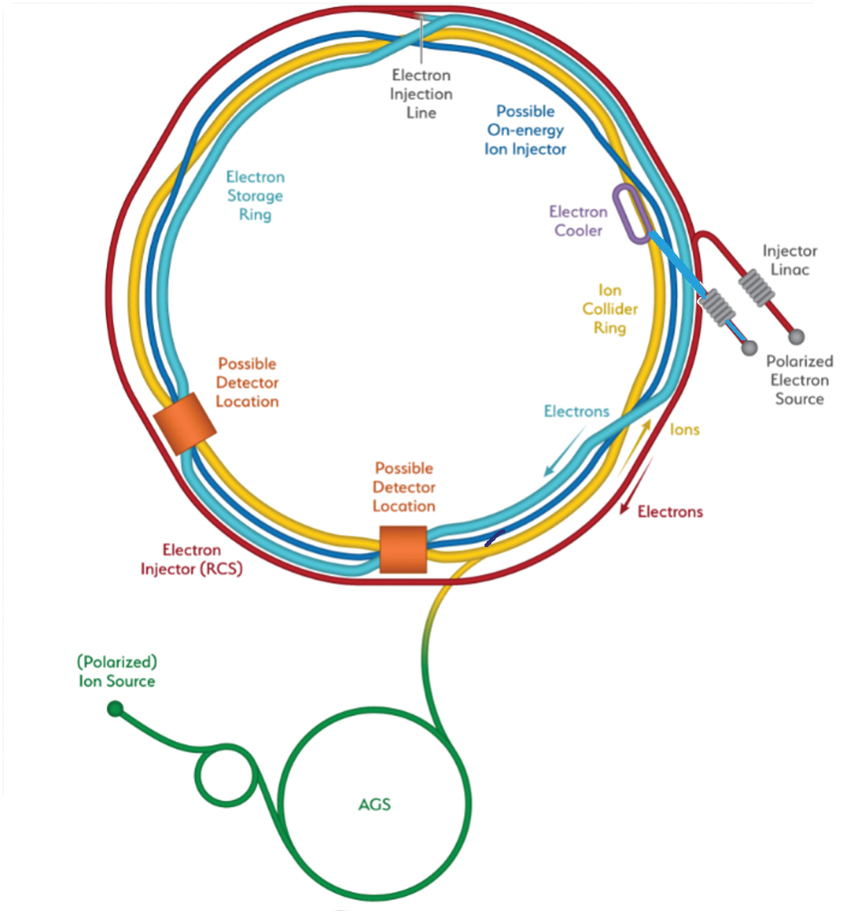 Electron
Injection
Line
Possible
On-energy
Ion Injector
Electron
Storage
Ring
Electron
Cooler
Injector
Linac
Ion
Collider
Ring
Polarized
Electron
Source
Possible
Detector
Location
Electrons
Ions
Possible
Detector
Location
Electrons
Electron
Injector (RCS)
(Polarized)
Ion Source
AGS